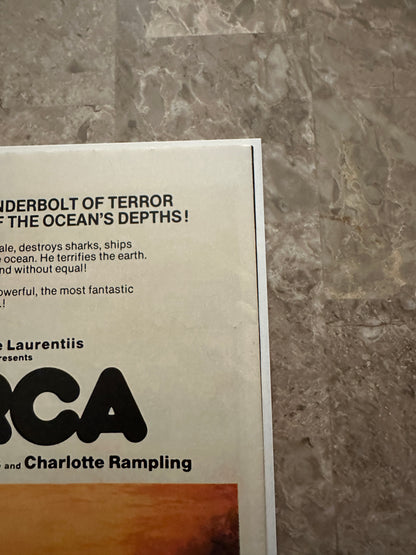 NDERBOLT OF TERROR
F THE OCEAN'S DEPTHS!
ale, destroys sharks, ships
e ocean. He terrifies the earth.
nd without equal!
owerful, the most fantastic
.!
e Laurentiis
resents
RCA
and Charlotte Rampling